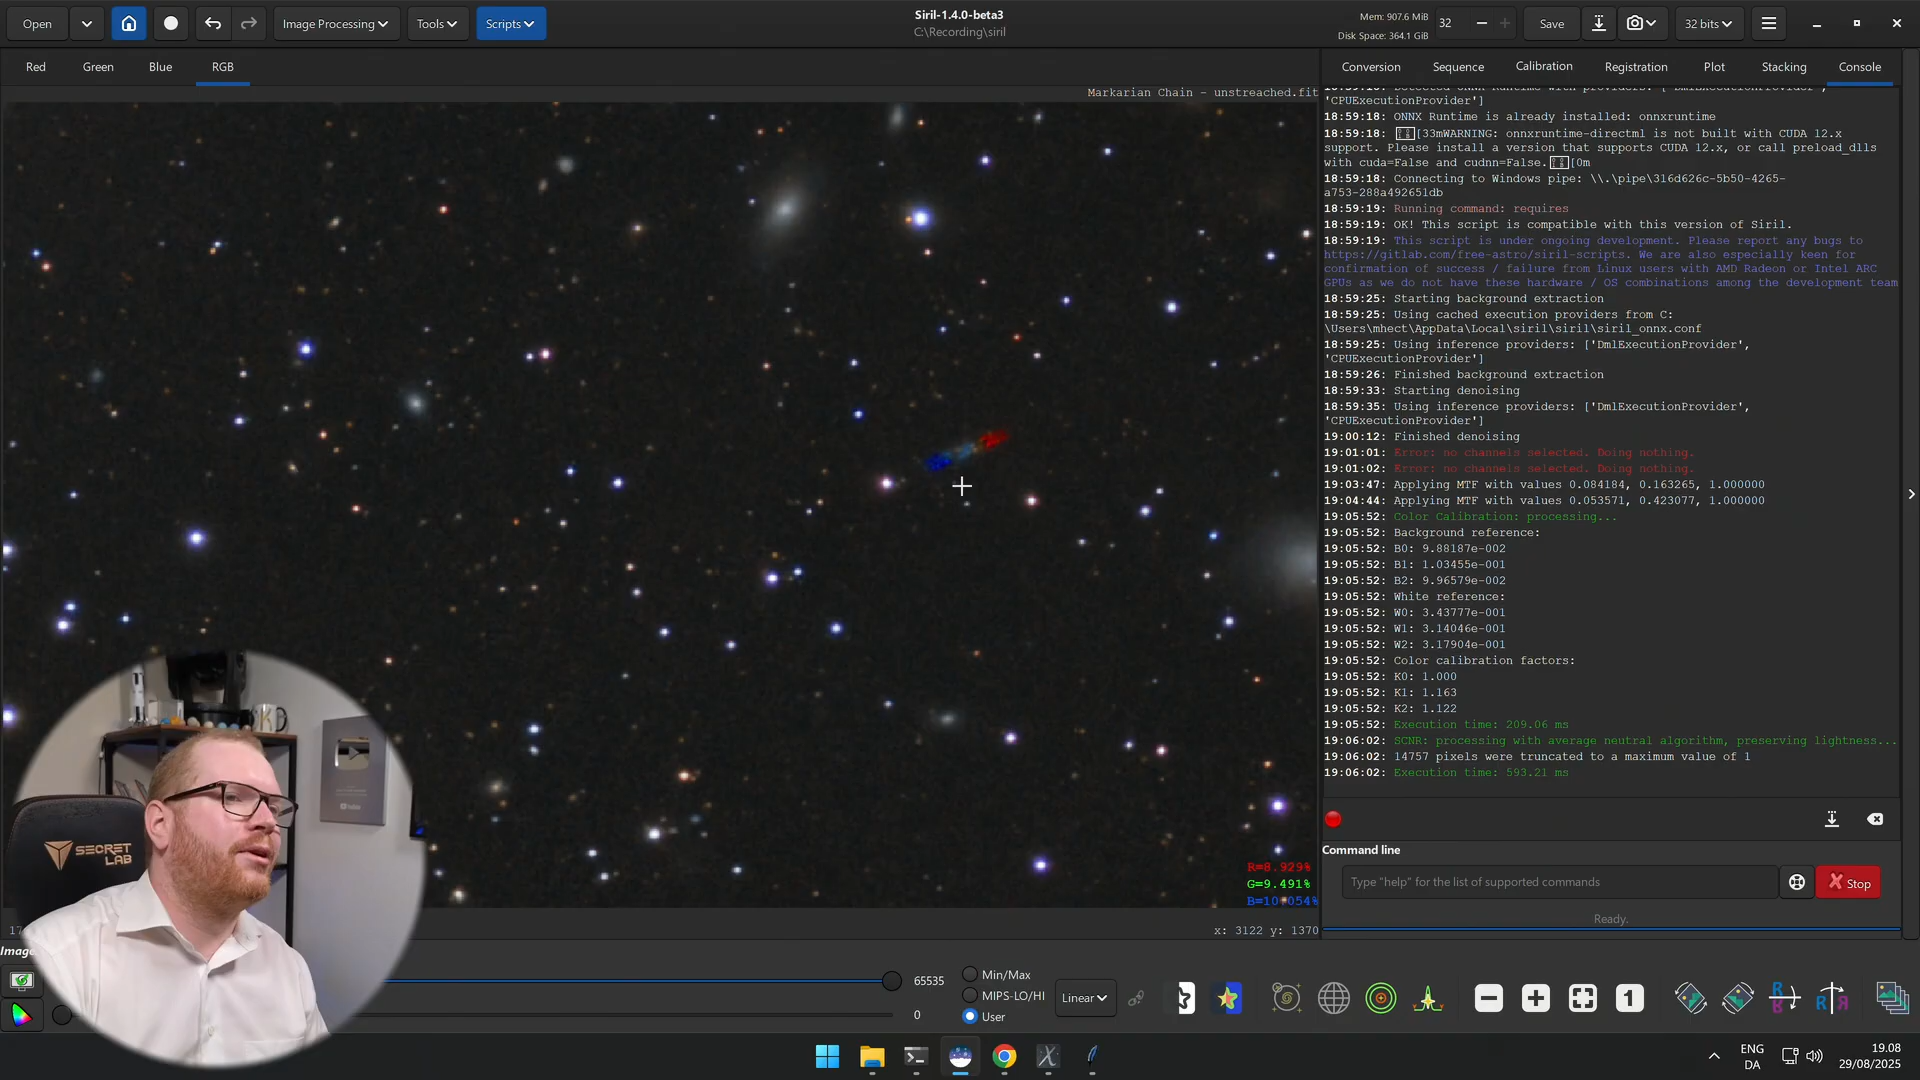 Open
Image Processing
Tools
Scripts
Siril-1.4.0-beta3
C:\Recording\siril
Mem: 907.6 MiB
Disk Space: 364.1 GiB
32
Save
32 bits
Red
Green
Blue
RGB
Conversion
Sequence
Calibration
Registration
Plot
Stacking
Console
Markarian Chain - unstreached.fit
'CPUExecutionProvider']
18:59:18: ONNX Runtime is already installed: onnxruntime
18:59:18: [33mWARNING: onnxruntime-directml is not built with CUDA 12.x
support. Please install a version that supports CUDA 12.x, or call preload_dlls
with cuda=False and cudnn=False.[0m
18:59:18: Connecting to Windows pipe: \\.\pipe\316d626c-5b50-4265-
a753-288a492651db
18:59:19: Running command: requires
18:59:19: OK! This script is compatible with this version of Siril.
18:59:19: This script is under ongoing development. Please report any bugs to
https://gitlab.com/free-astro/siril-scripts. We are also especially keen for
confirmation of success / failure from Linux users with AMD Radeon or Intel ARC
GPUs as we do not have these hardware / OS combinations among the development team
18:59:25: Starting background extraction
18:59:25: Using cached execution providers from C:
\Users\mhect\AppData\Local\siril\siril\siril_onnx.conf
18:59:25: Using inference providers: ['DmlExecutionProvider',
'CPUExecutionProvider']
18:59:26: Finished background extraction
18:59:33: Starting denoising
18:59:35: Using inference providers: ['DmlExecutionProvider',
'CPUExecutionProvider']
19:00:12: Finished denoising
19:01:01: Error: no channels selected. Doing nothing.
19:01:02: Error: no channels selected. Doing nothing.
19:03:47: Applying MTF with values 0.084184, 0.163265, 1.000000
19:04:44: Applying MTF with values 0.053571, 0.423077, 1.000000
19:05:52: Color Calibration: processing...
19:05:52: Background reference:
19:05:52: B0: 9.88187e-002
19:05:52: B1: 1.03455e-001
19:05:52: B2: 9.96579e-002
19:05:52: White reference:
19:05:52: W0: 3.43777e-001
19:05:52: W1: 3.14046e-001
19:05:52: W2: 3.17904e-001
19:05:52: Color calibration factors:
19:05:52: K0: 1.000
19:05:52: K1: 1.163
19:05:52: K2: 1.122
19:05:52: Execution time: 209.06 ms
19:06:02: SCNR: processing with average neutral algorithm, preserving lightness...
19:06:02: 14757 pixels were truncated to a maximum value of 1
19:06:02: Execution time: 593.21 ms
Command line
Type "help" for the list of supported commands
Stop
Ready.
R=8.929%
G=9.491%
B=10.054%
x: 3122 y: 1370
SECRET
LAB
65535
0
Min/Max
MIPS-LO/HI
User
Linear
1
ENG
DA
19.08
29/08/2025